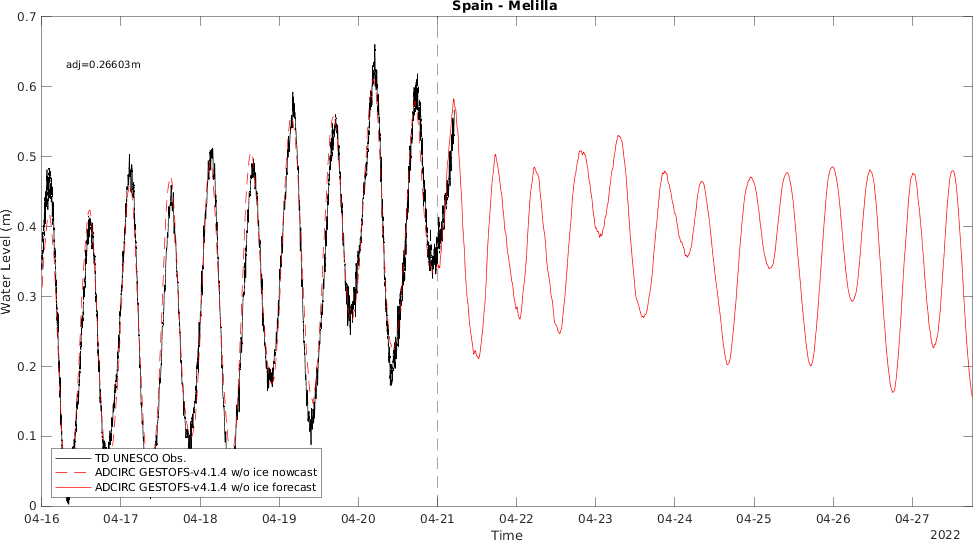 Spain - Melilla
0.7
0.6
0.5
0.4
0.3
0.2
0.1
0
Water Level (m)
adj=0.26603m
TD UNESCO Obs.
ADCIRC GESTOFS-v4.1.4 w/o ice nowcast
ADCIRC GESTOFS-v4.1.4 w/o ice forecast
04-16 04-17 04-18 04-19 04-20 04-21 04-22 04-23 04-24 04-25 04-26 04-27
Time
2022